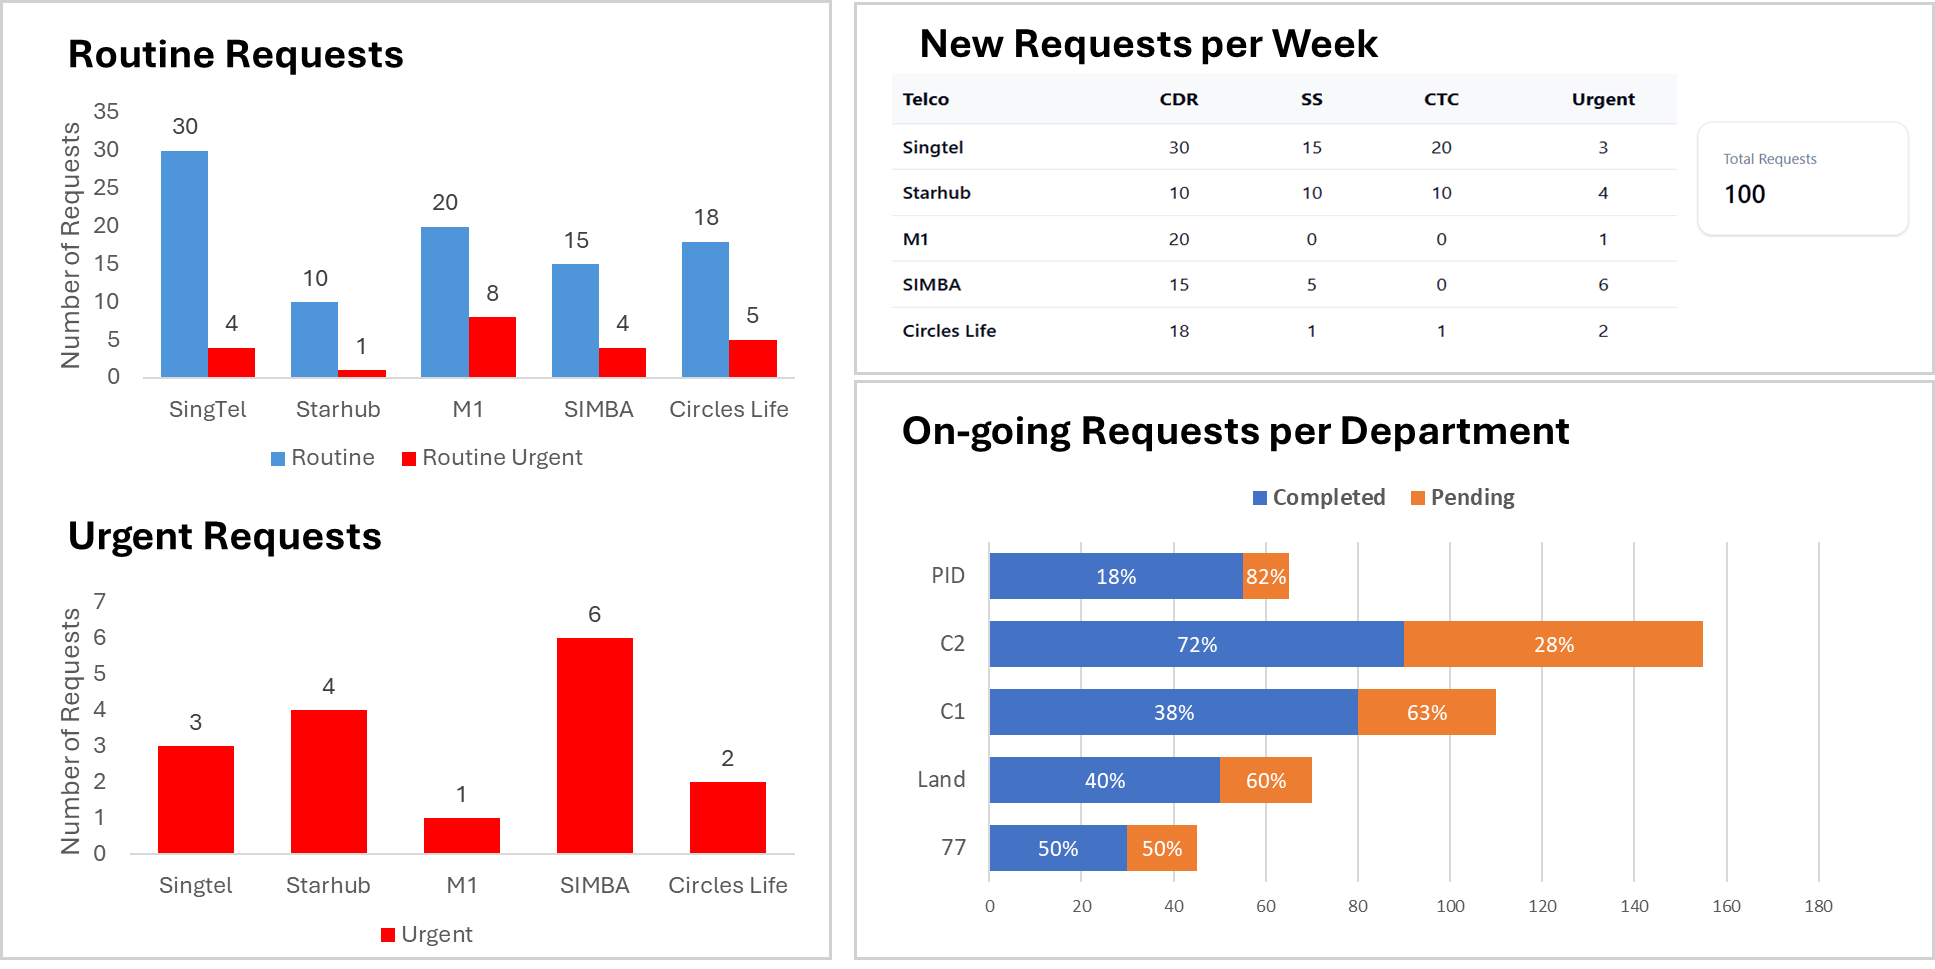 Routine Requests
Number of Requests
35
30
25
20
15
10
5
0
30
4
10
1
20
8
15
4
18
5
SingTel Starhub M1 SIMBA Circles Life
Routine Routine Urgent
Urgent Requests
Number of Requests
7
6
5
4
3
2
1
0
3
4
1
6
2
Singtel Starhub M1 SIMBA Circles Life
Urgent
New Requests per Week
Telco CDR SS CTC Urgent
Singtel 30 15 20 3
Starhub 10 10 10 4
M1 20 0 0 1
SIMBA 15 5 0 6
Circles Life 18 1 1 2
Total Requests
100
On-going Requests per Department
Completed Pending
PID 18% 82%
C2 72% 28%
C1 38% 63%
Land 40% 60%
77 50% 50%
0 20 40 60 80 100 120 140 160 180